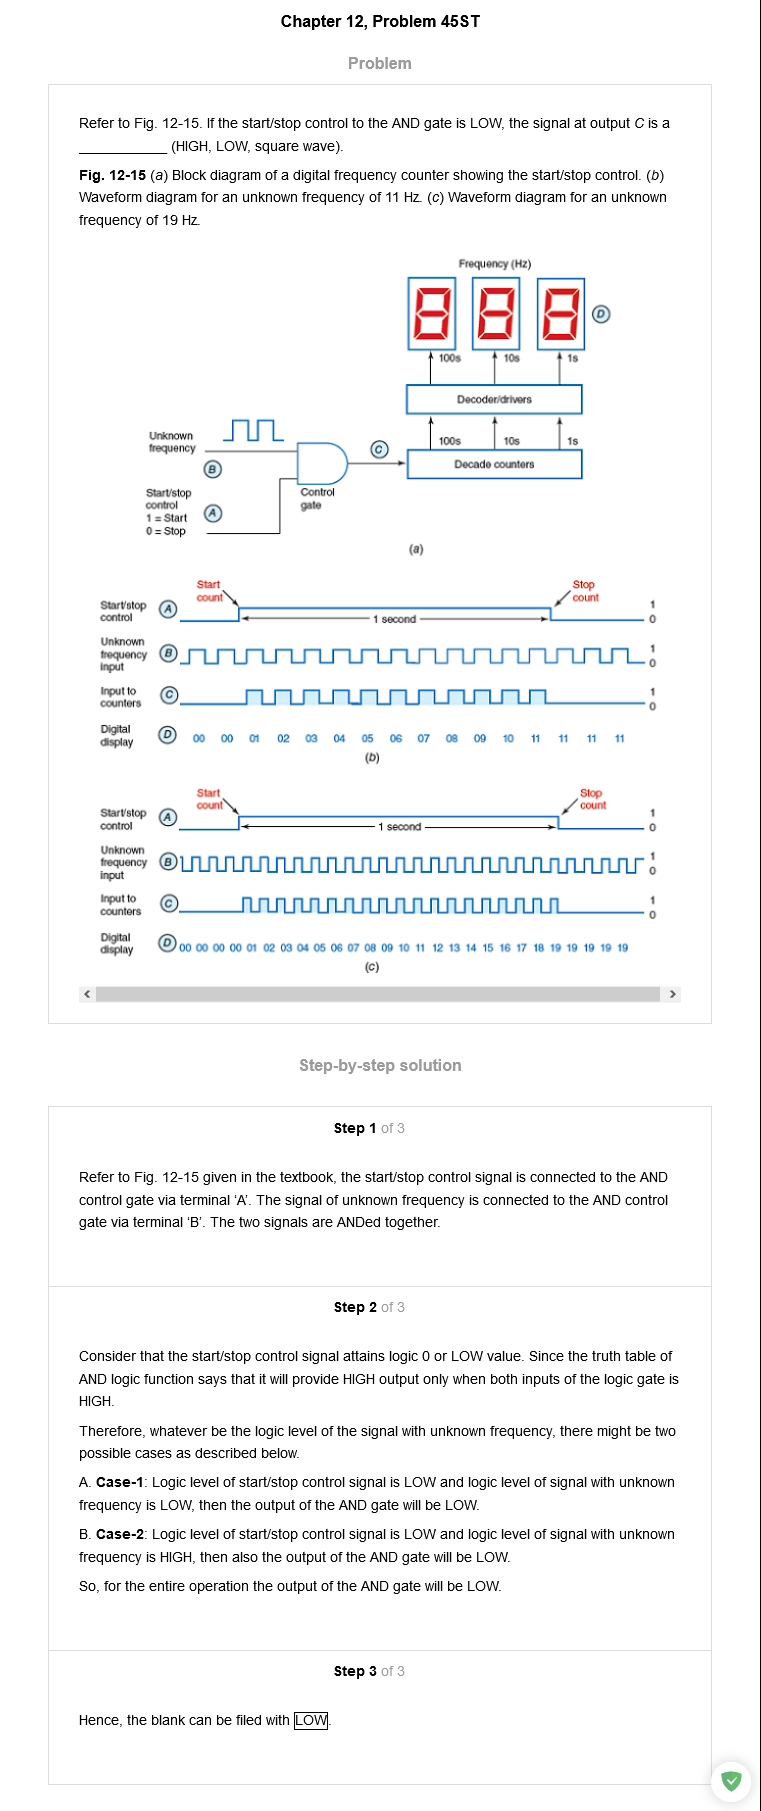 Chapter 12, Problem 45ST
Problem
Refer to Fig. 12-15. If the start/stop control to the AND gate is LOW, the signal at output C is a
___________ (HIGH, LOW, square wave).
Fig. 12-15 (a) Block diagram of a digital frequency counter showing the start/stop control. (b)
Waveform diagram for an unknown frequency of 11 Hz. (c) Waveform diagram for an unknown
frequency of 19 Hz.
Frequency (Hz)
8 8 8 D
100s 10s 1s
Decoder/drivers
100s 10s 1s
Decade counters
Unknown
frequency
B
C
Start/stop
control
1 = Start
0 = Stop
A
Control
gate
(a)
Start
count
Stop
count
Start/stop
control
A
1 second
1
0
Unknown
frequency
input
B
1
0
Input to
counters
C
1
0
Digital
display
D
00 00 01 02 03 04 05 06 07 08 09 10 11 11 11 11
(b)
Start
count
Stop
count
Start/stop
control
A
1 second
1
0
Unknown
frequency
input
B
1
0
Input to
counters
C
1
0
Digital
display
D
00 00 00 00 01 02 03 04 05 06 07 08 09 10 11 12 13 14 15 16 17 18 19 19 19 19 19
(c)
Step-by-step solution
Step 1 of 3
Refer to Fig. 12-15 given in the textbook, the start/stop control signal is connected to the AND
control gate via terminal ‘A’. The signal of unknown frequency is connected to the AND control
gate via terminal ‘B’. The two signals are ANDed together.
Step 2 of 3
Consider that the start/stop control signal attains logic 0 or LOW value. Since the truth table of
AND logic function says that it will provide HIGH output only when both inputs of the logic gate is
HIGH.
Therefore, whatever be the logic level of the signal with unknown frequency, there might be two
possible cases as described below.
A. Case-1: Logic level of start/stop control signal is LOW and logic level of signal with unknown
frequency is LOW, then the output of the AND gate will be LOW.
B. Case-2: Logic level of start/stop control signal is LOW and logic level of signal with unknown
frequency is HIGH, then also the output of the AND gate will be LOW.
So, for the entire operation the output of the AND gate will be LOW.
Step 3 of 3
Hence, the blank can be filed with LOW.